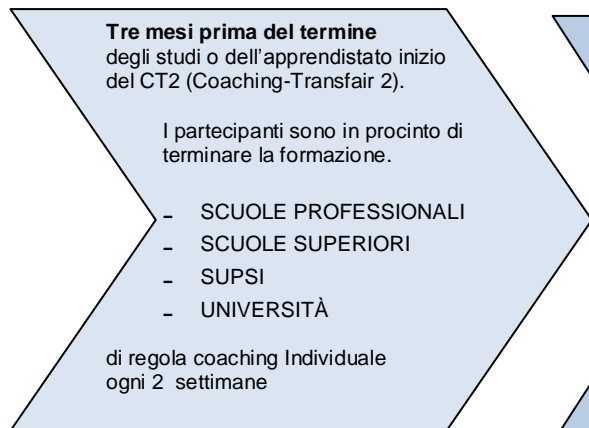 Tre mesi prima del termine
degli studi o dell'apprendistato inizio
del CT2 (Coaching-Transfair 2).
I partecipanti sono in procinto di
terminare la formazione.
- SCUOLE PROFESSIONALI
- SCUOLE SUPERIORI
- SUPSI
- UNIVERSITÀ
di regola coaching Individuale
ogni 2 settimane